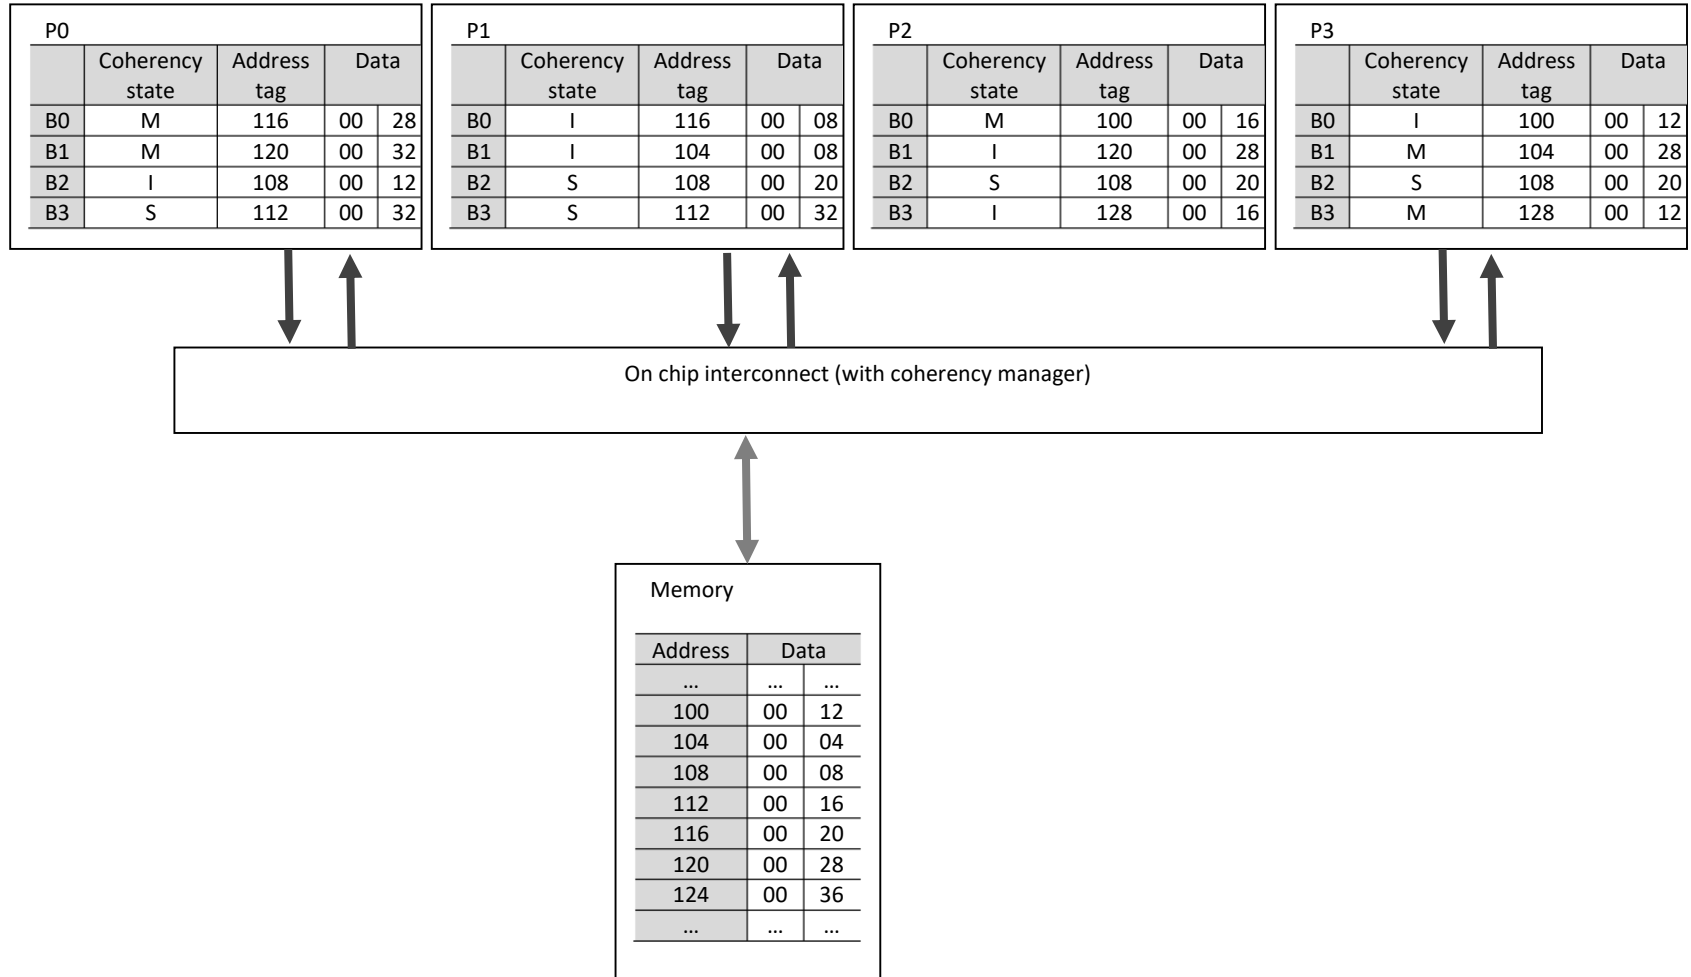 P0
Coherency state Address tag Data
B0 M 116 00 28
B1 M 120 00 32
B2 I 108 00 12
B3 S 112 00 32
P1
Coherency state Address tag Data
B0 I 116 00 08
B1 I 104 00 08
B2 S 108 00 20
B3 S 112 00 32
P2
Coherency state Address tag Data
B0 M 100 00 16
B1 I 120 00 28
B2 S 108 00 20
B3 I 128 00 16
P3
Coherency state Address tag Data
B0 I 100 00 12
B1 M 104 00 28
B2 S 108 00 20
B3 M 128 00 12
On chip interconnect (with coherency manager)
Memory
Address Data
... ... ...
100 00 12
104 00 04
108 00 08
112 00 16
116 00 20
120 00 28
124 00 36
... ... ...